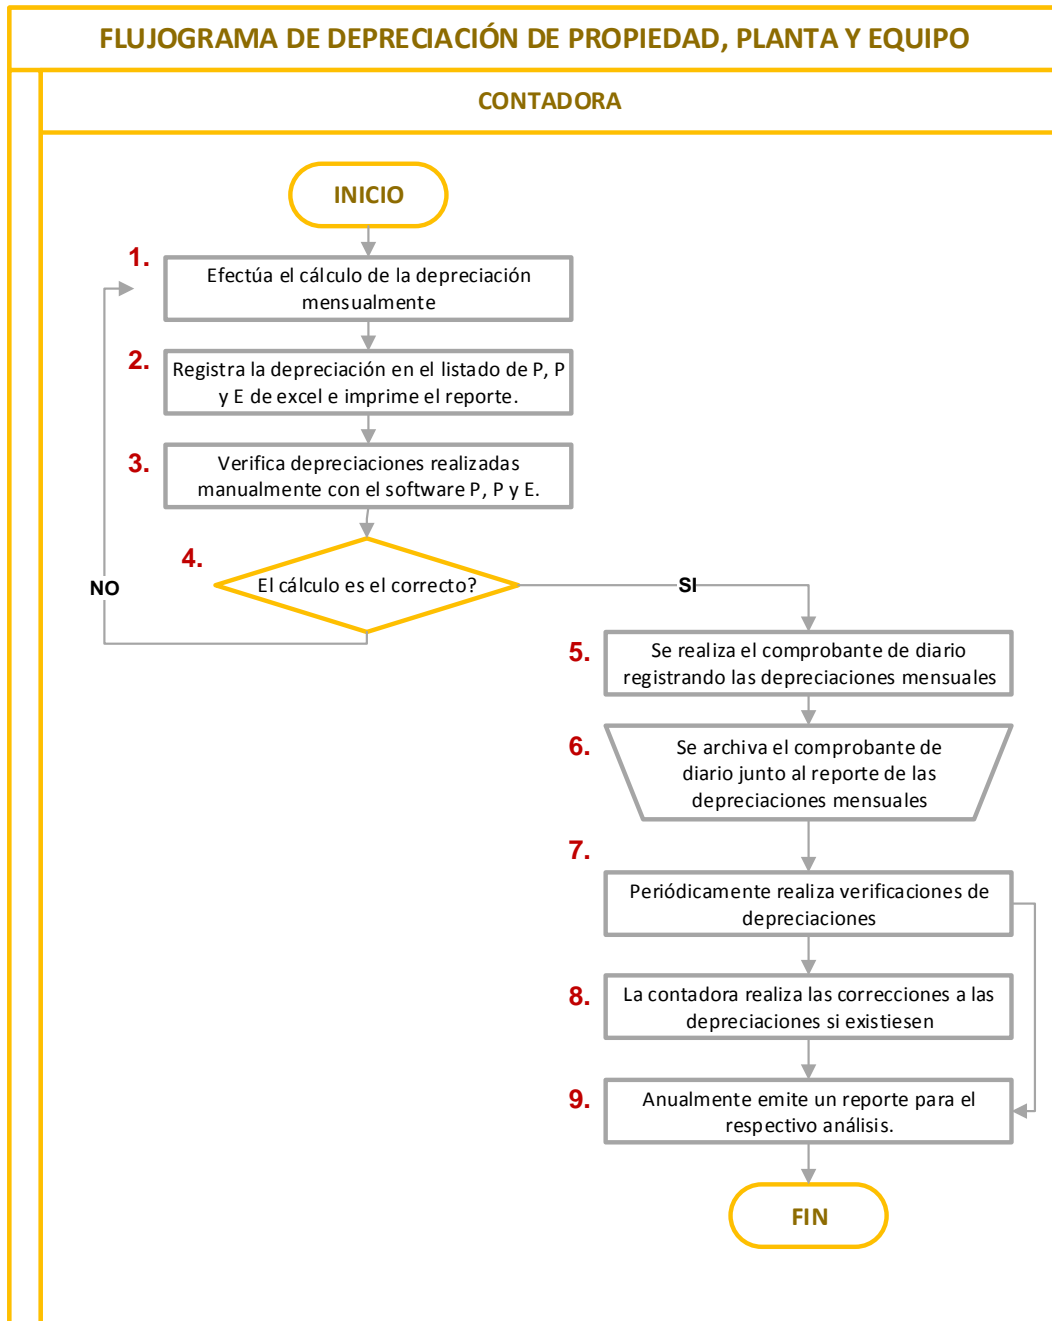 FLUJOGRAMA DE DEPRECIACIÓN DE PROPIEDAD, PLANTA Y EQUIPO
CONTADORA
INICIO
1.
Efectúa el cálculo de la depreciación
mensualmente
2.
Registra la depreciación en el listado de P, P
y E de excel e imprime el reporte.
3.
Verifica depreciaciones realizadas
manualmente con el software P, P y E.
4.
El cálculo es el correcto?
NO
SI
5.
Se realiza el comprobante de diario
registrando las depreciaciones mensuales
6.
Se archiva el comprobante de
diario junto al reporte de las
depreciaciones mensuales
7.
Periódicamente realiza verificaciones de
depreciaciones
8.
La contadora realiza las correcciones a las
depreciaciones si existiesen
9.
Anualmente emite un reporte para el
respectivo análisis.
FIN